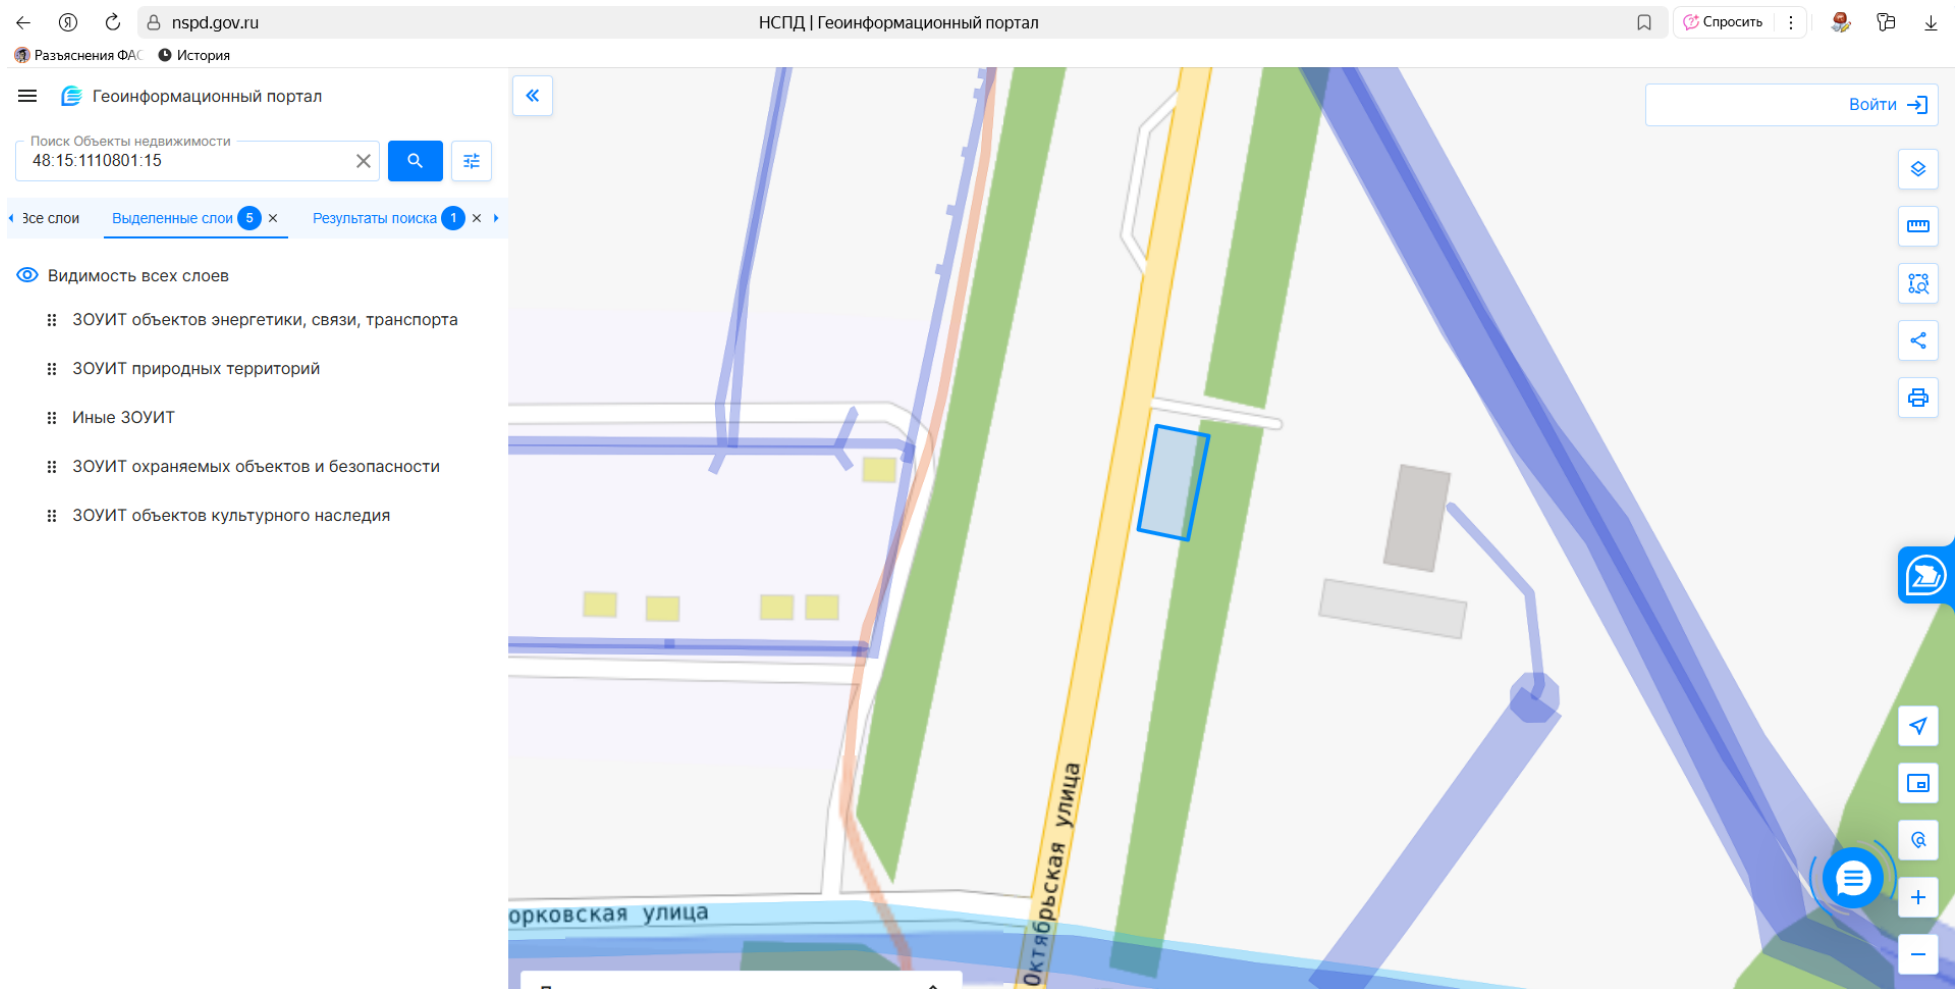 nspd.gov.ru
НСПД | Геоинформационный портал
Спросить
Разъяснения ФАС
История
Геоинформационный портал
Войти
Поиск Объекты недвижимости
48:15:1110801:15
Все слои
Выделенные слои 5
Результаты поиска 1
Видимость всех слоев
ЗОУИТ объектов энергетики, связи, транспорта
ЗОУИТ природных территорий
Иные ЗОУИТ
ЗОУИТ охраняемых объектов и безопасности
ЗОУИТ объектов культурного наследия
Октябрьская улица
орковская улица